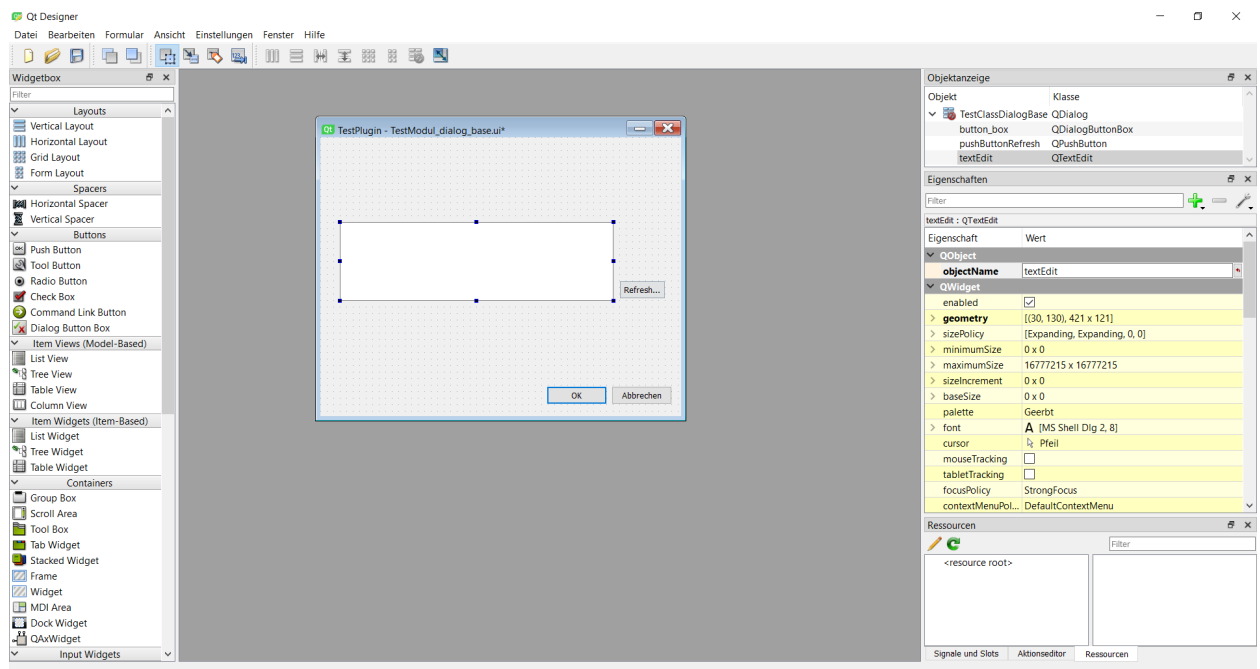 Qt Designer
Datei Bearbeiten Formular Ansicht Einstellungen Fenster Hilfe
Widgetbox
Filter
Layouts
Vertical Layout
Horizontal Layout
Grid Layout
Form Layout
Spacers
Horizontal Spacer
Vertical Spacer
Buttons
Push Button
Tool Button
Radio Button
Check Box
Command Link Button
Dialog Button Box
Item Views (Model-Based)
List View
Tree View
Table View
Column View
Item Widgets (Item-Based)
List Widget
Tree Widget
Table Widget
Containers
Group Box
Scroll Area
Tool Box
Tab Widget
Stacked Widget
Frame
Widget
MDI Area
Dock Widget
QAxWidget
Input Widgets
Qt TestPlugin - TestModul_dialog_base.ui*
Refresh...
OK Abbrechen
Objektanzeige
Objekt Klasse
TestClassDialogBase QDialog
button_box QDialogButtonBox
pushButtonRefresh QPushButton
textEdit QTextEdit
Eigenschaften
Filter
textEdit : QTextEdit
Eigenschaft Wert
QObject
objectName textEdit
QWidget
enabled
geometry [(30, 130), 421 x 121]
sizePolicy [Expanding, Expanding, 0, 0]
minimumSize 0 x 0
maximumSize 16777215 x 16777215
sizeIncrement 0 x 0
baseSize 0 x 0
palette Geerbt
font A [MS Shell Dlg 2, 8]
cursor Pfeil
mouseTracking
tabletTracking
focusPolicy StrongFocus
contextMenuPol... DefaultContextMenu
Ressourcen
Filter
<resource root>
Signale und Slots Aktionseditor Ressourcen